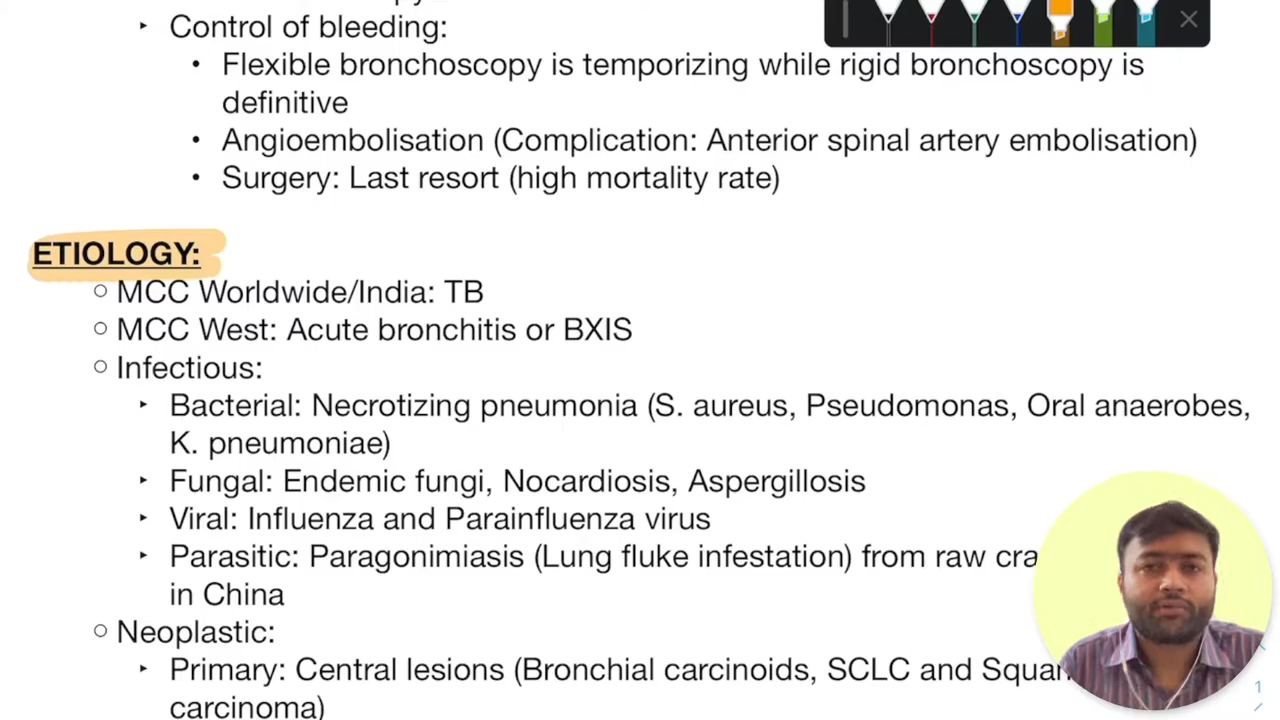 Control of bleeding:
Flexible bronchoscopy is temporizing while rigid bronchoscopy is
definitive
Angioembolisation (Complication: Anterior spinal artery embolisation)
Surgery: Last resort (high mortality rate)
ETIOLOGY:
MCC Worldwide/India: TB
MCC West: Acute bronchitis or BXIS
Infectious:
Bacterial: Necrotizing pneumonia (S. aureus, Pseudomonas, Oral anaerobes,
K. pneumoniae)
Fungal: Endemic fungi, Nocardiosis, Aspergillosis
Viral: Influenza and Parainfluenza virus
Parasitic: Paragonimiasis (Lung fluke infestation) from raw
in China
Neoplastic:
Primary: Central lesions (Bronchial carcinoids, SCLC and
carcinoma)
1